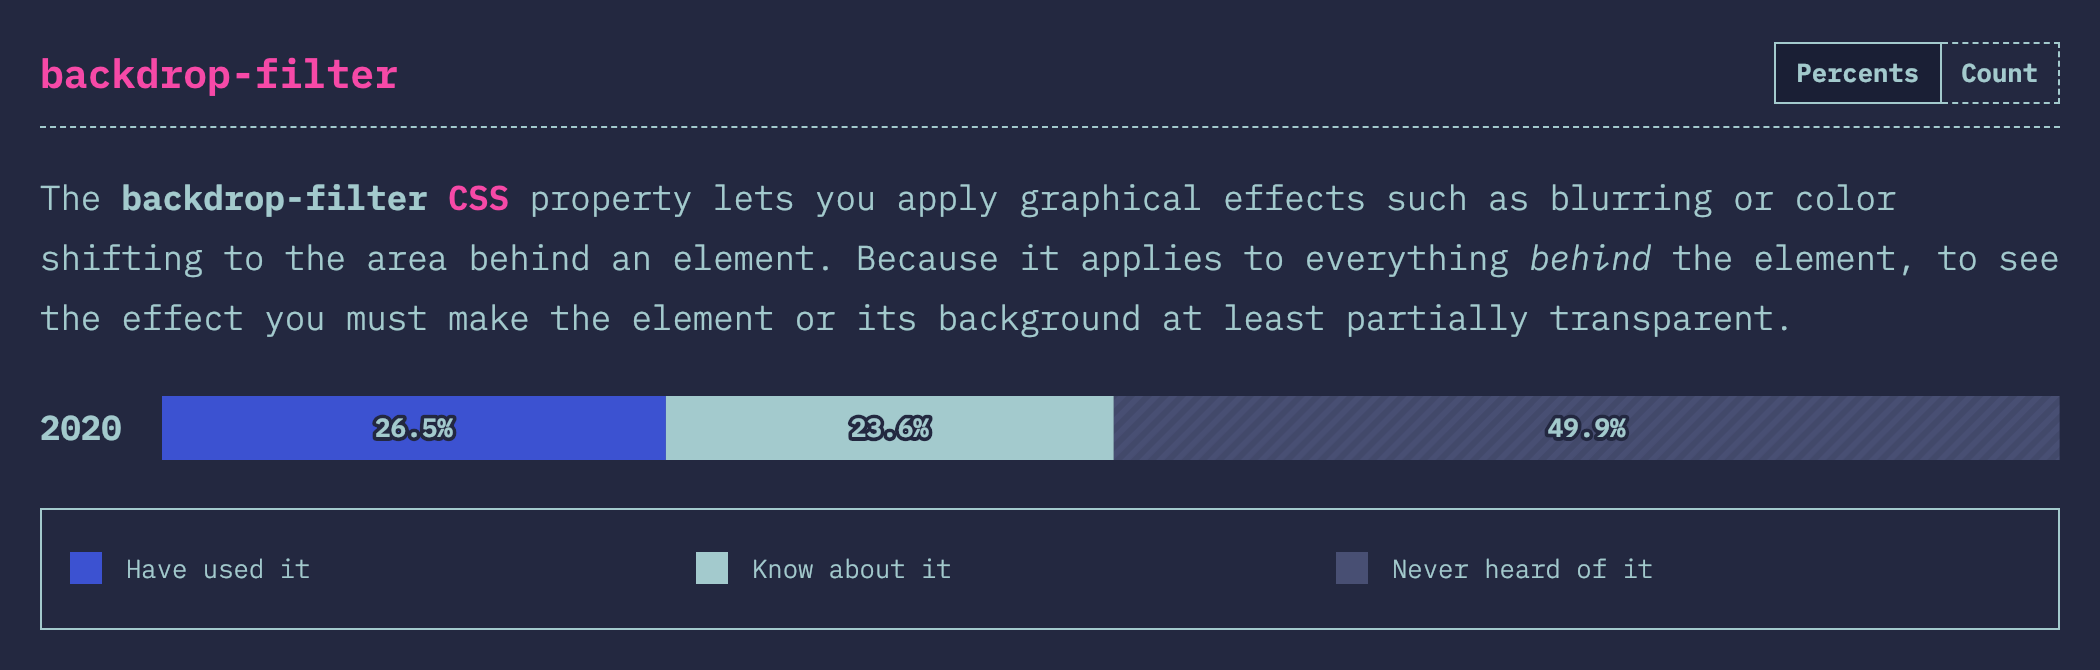 backdrop-filter
Percents Count
The backdrop-filter CSS property lets you apply graphical effects such as blurring or color
shifting to the area behind an element. Because it applies to everything behind the element, to see
the effect you must make the element or its background at least partially transparent.
2020 26.5% 23.6% 49.9%
Have used it Know about it Never heard of it